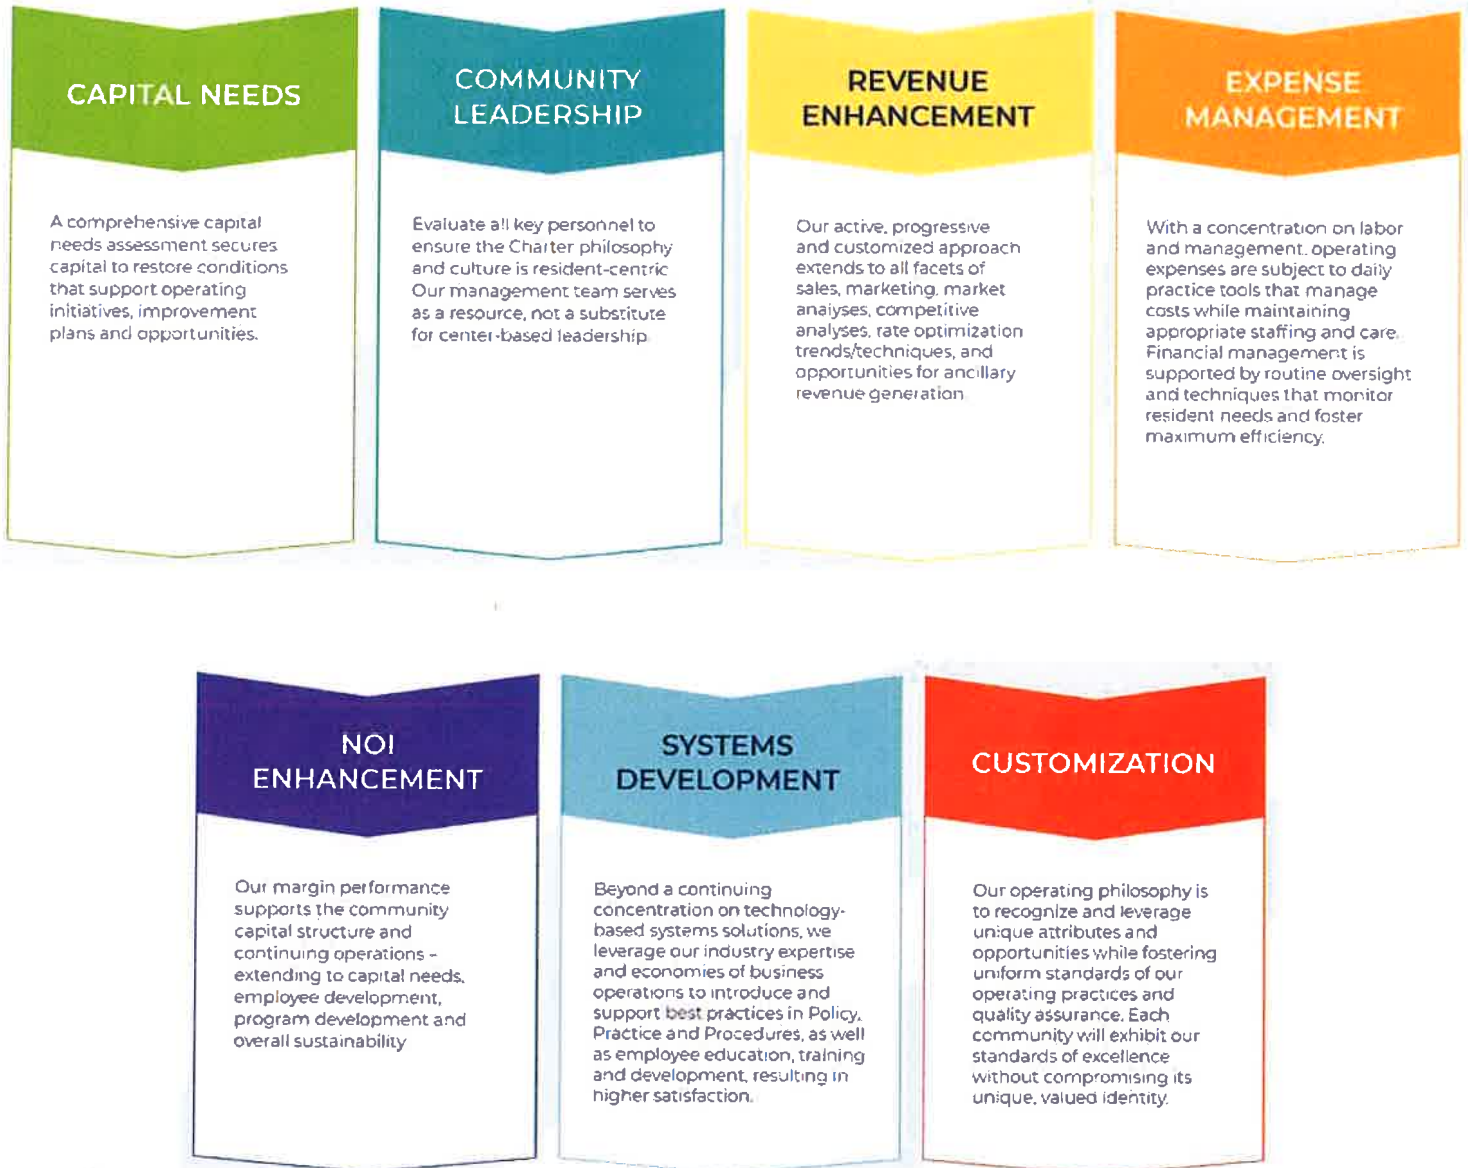 CAPITAL NEEDS
A comprehensive capital
needs assessment secures
capital to restore conditions
that support operating
initiatives, improvement
plans and opportunities.
COMMUNITY
LEADERSHIP
Evaluate all key personnel to
ensure the Charter philosophy
and culture is resident-centric
Our management team serves
as a resource, not a substitute
for center-based leadership
REVENUE
ENHANCEMENT
Our active, progressive
and customized approach
extends to all facets of
sales, marketing, market
analyses, competitive
analyses, rate optimization
trends/techniques, and
opportunities for ancillary
revenue generation
EXPENSE
MANAGEMENT
With a concentration on labor
and management, operating
expenses are subject to daily
practice tools that manage
costs while maintaining
appropriate staffing and care.
Financial management is
supported by routine oversight
and techniques that monitor
resident needs and foster
maximum efficiency.
NOI
ENHANCEMENT
Our margin performance
supports the community
capital structure and
continuing operations –
extending to capital needs,
employee development,
program development and
overall sustainability
SYSTEMS
DEVELOPMENT
Beyond a continuing
concentration on technology-
based systems solutions, we
leverage our industry expertise
and economies of business
operations to introduce and
support best practices in Policy,
Practice and Procedures, as well
as employee education, training
and development, resulting in
higher satisfaction.
CUSTOMIZATION
Our operating philosophy is
to recognize and leverage
unique attributes and
opportunities while fostering
uniform standards of our
operating practices and
quality assurance. Each
community will exhibit our
standards of excellence
without compromising its
unique, valued identity.